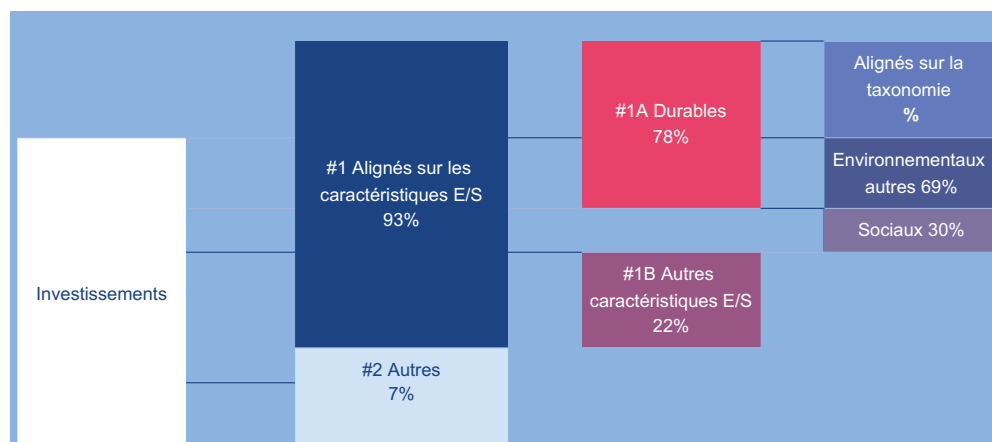 Investissements
#1 Alignés sur les
caractéristiques E/S
93%
#2 Autres
7%
#1A Durables
78%
#1B Autres
caractéristiques E/S
22%
Alignés sur la
taxonomie
%
Environnementaux
autres 69%
Sociaux 30%